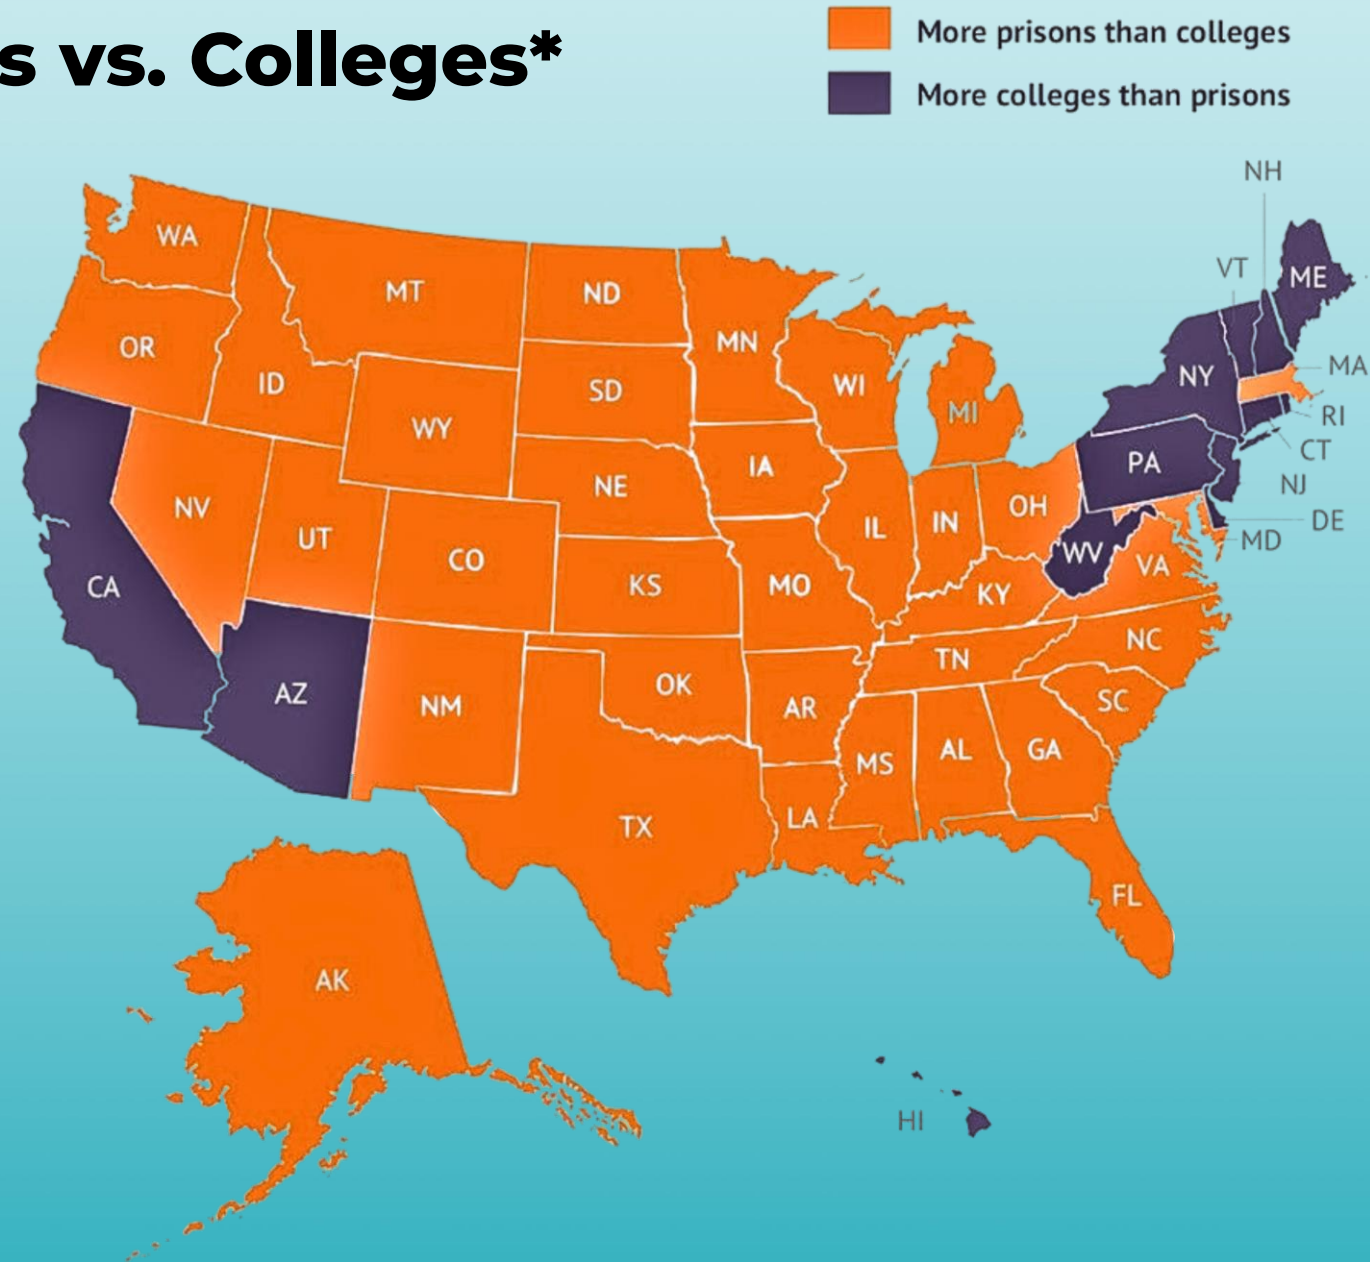 s vs. Colleges*
More prisons than colleges
More colleges than prisons
NH
VT
ME
WA
MT
ND
MN
OR
ID
SD
WI
MI
NY
MA
RI
WY
CT
IA
PA
NJ
NE
NV
OH
DE
UT
CO
IL
IN
MD
WV
VA
CA
KS
MO
KY
NC
TN
AZ
NM
OK
AR
SC
MS
AL
GA
TX
LA
FL
AK
HI